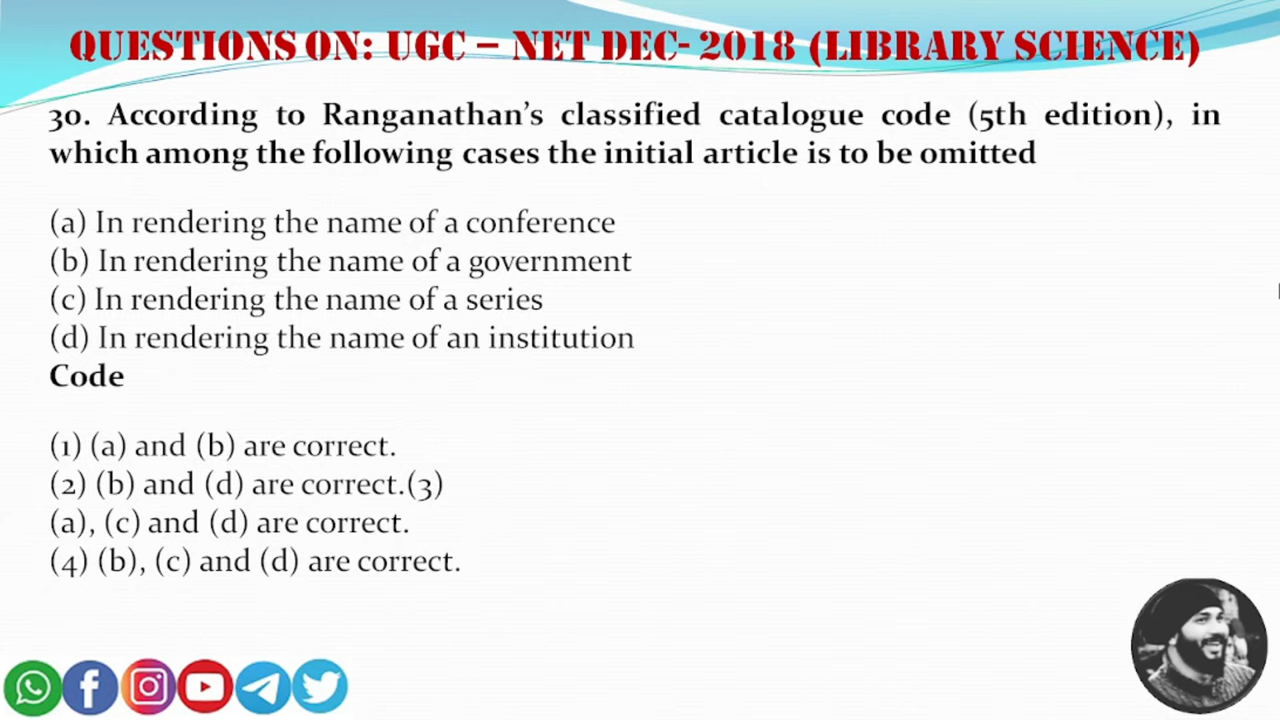 QUESTIONS ON: UGC – NET DEC- 2018 (LIBRARY SCIENCE)
30. According to Ranganathan’s classified catalogue code (5th edition), in
which among the following cases the initial article is to be omitted
(a) In rendering the name of a conference
(b) In rendering the name of a government
(c) In rendering the name of a series
(d) In rendering the name of an institution
Code
(1) (a) and (b) are correct.
(2) (b) and (d) are correct.(3)
(a), (c) and (d) are correct.
(4) (b), (c) and (d) are correct.